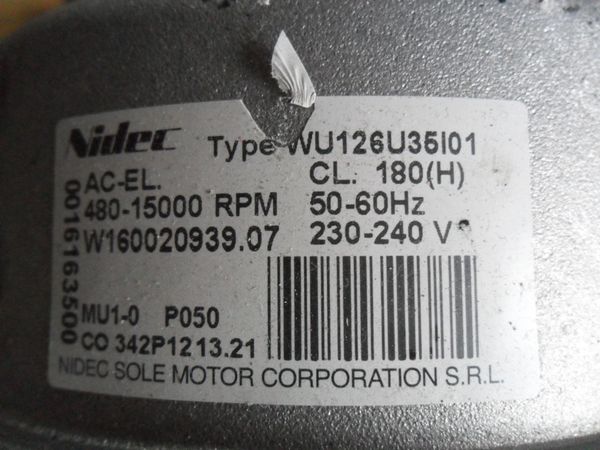 Nidec Type WU126U35I01
AC-EL. CL. 180(H)
480-15000 RPM 50-60Hz
W160020939.07 230-240 V~
0016163500
MU1-0 P050
CO 342P1213.21
NIDEC SOLE MOTOR CORPORATION S.R.L.